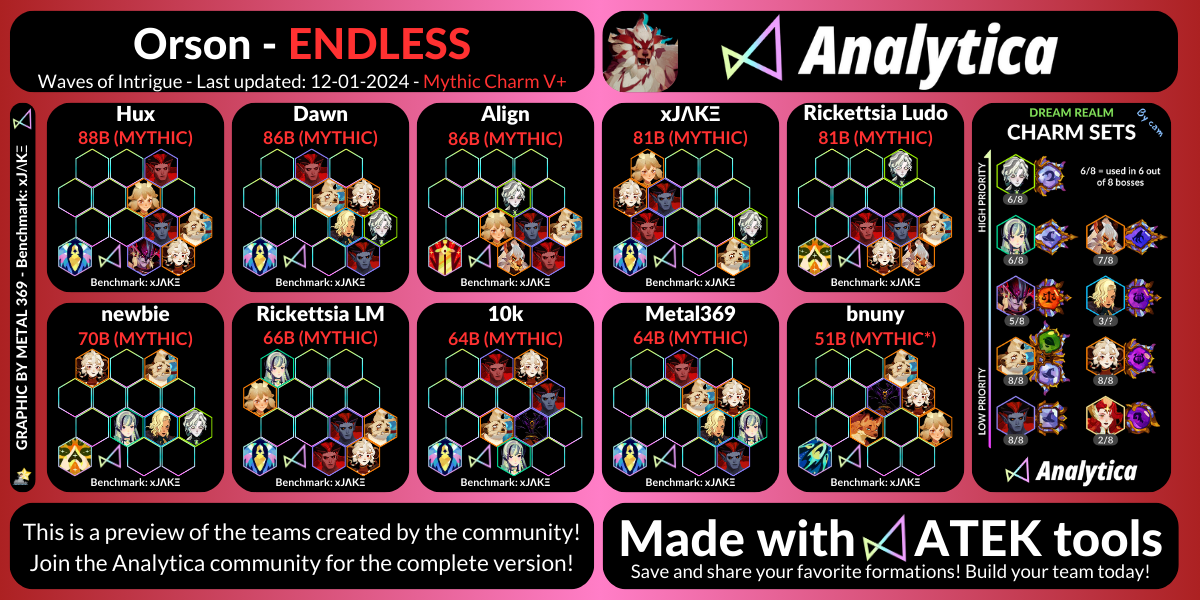 Orson - ENDLESS
Waves of Intrigue - Last updated: 12-01-2024 - Mythic Charm V+
Analytica
GRAPHIC BY METAL 369 - Benchmark: xJΛKΞ
Hux
88B (MYTHIC)
Benchmark: xJΛKΞ
Dawn
86B (MYTHIC)
Benchmark: xJΛKΞ
Align
86B (MYTHIC)
Benchmark: xJΛKΞ
xJΛKΞ
81B (MYTHIC)
Benchmark: xJΛKΞ
Rickettsia Ludo
81B (MYTHIC)
Benchmark: xJΛKΞ
newbie
70B (MYTHIC)
Benchmark: xJΛKΞ
Rickettsia LM
66B (MYTHIC)
Benchmark: xJΛKΞ
10k
64B (MYTHIC)
Benchmark: xJΛKΞ
Metal369
64B (MYTHIC)
Benchmark: xJΛKΞ
bnuny
51B (MYTHIC*)
Benchmark: xJΛKΞ
DREAM REALM
CHARM SETS
By cam
HIGH PRIORITY
LOW PRIORITY
6/8
6/8 = used in 6 out
of 8 bosses
6/8
7/8
5/8
3/?
8/8
8/8
8/8
2/8
Analytica
This is a preview of the teams created by the community!
Join the Analytica community for the complete version!
Made with ATEK tools
Save and share your favorite formations! Build your team today!